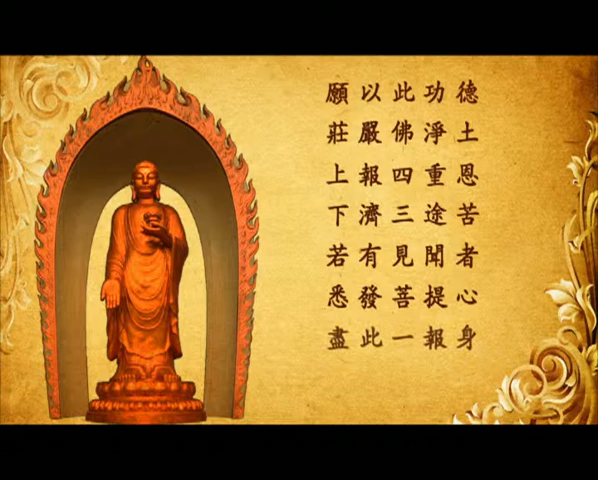 願以此功德
莊嚴佛淨土
上報四重恩
下濟三途苦
若有見聞者
悉發菩提心
盡此一報身